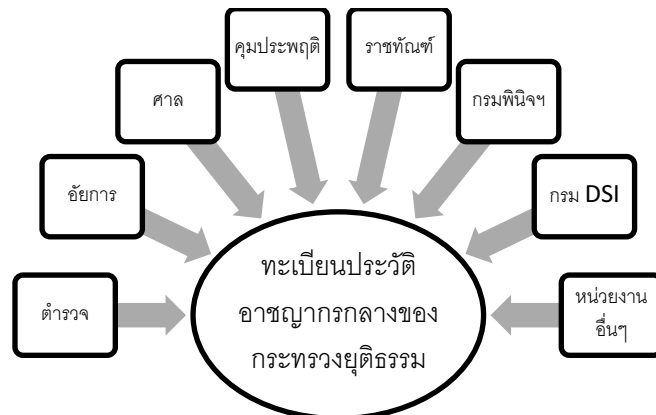 คุมประพฤติ
ราชทัณฑ์
ศาล
กรมพินิจฯ
อัยการ
กรม DSI
ตำรวจ
หน่วยงาน
อื่นๆ
ทะเบียนประวัติ
อาชญากรกลางของ
กระทรวงยุติธรรม